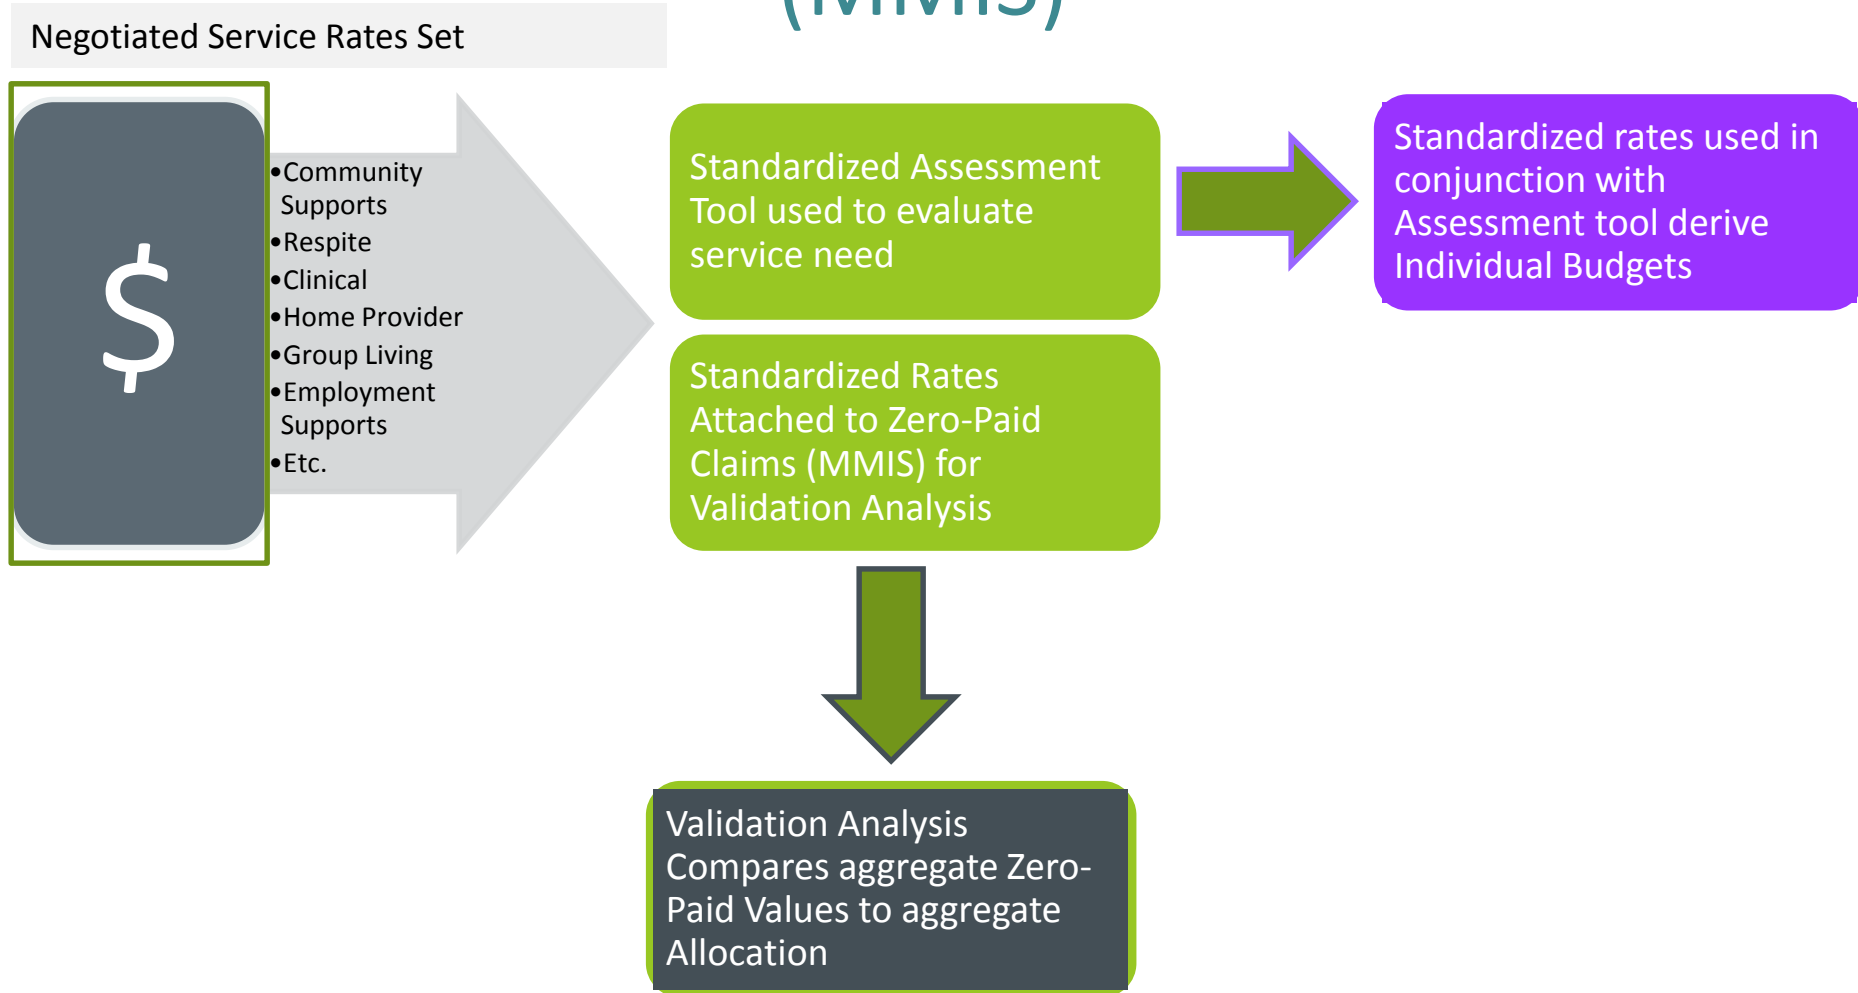 (MMIS)
Negotiated Service Rates Set
$
•Community
Supports
•Respite
•Clinical
•Home Provider
•Group Living
•Employment
Supports
•Etc.
Standardized Assessment
Tool used to evaluate
service need
Standardized rates used in
conjunction with
Assessment tool derive
Individual Budgets
Standardized Rates
Attached to Zero-Paid
Claims (MMIS) for
Validation Analysis
Validation Analysis
Compares aggregate Zero-
Paid Values to aggregate
Allocation